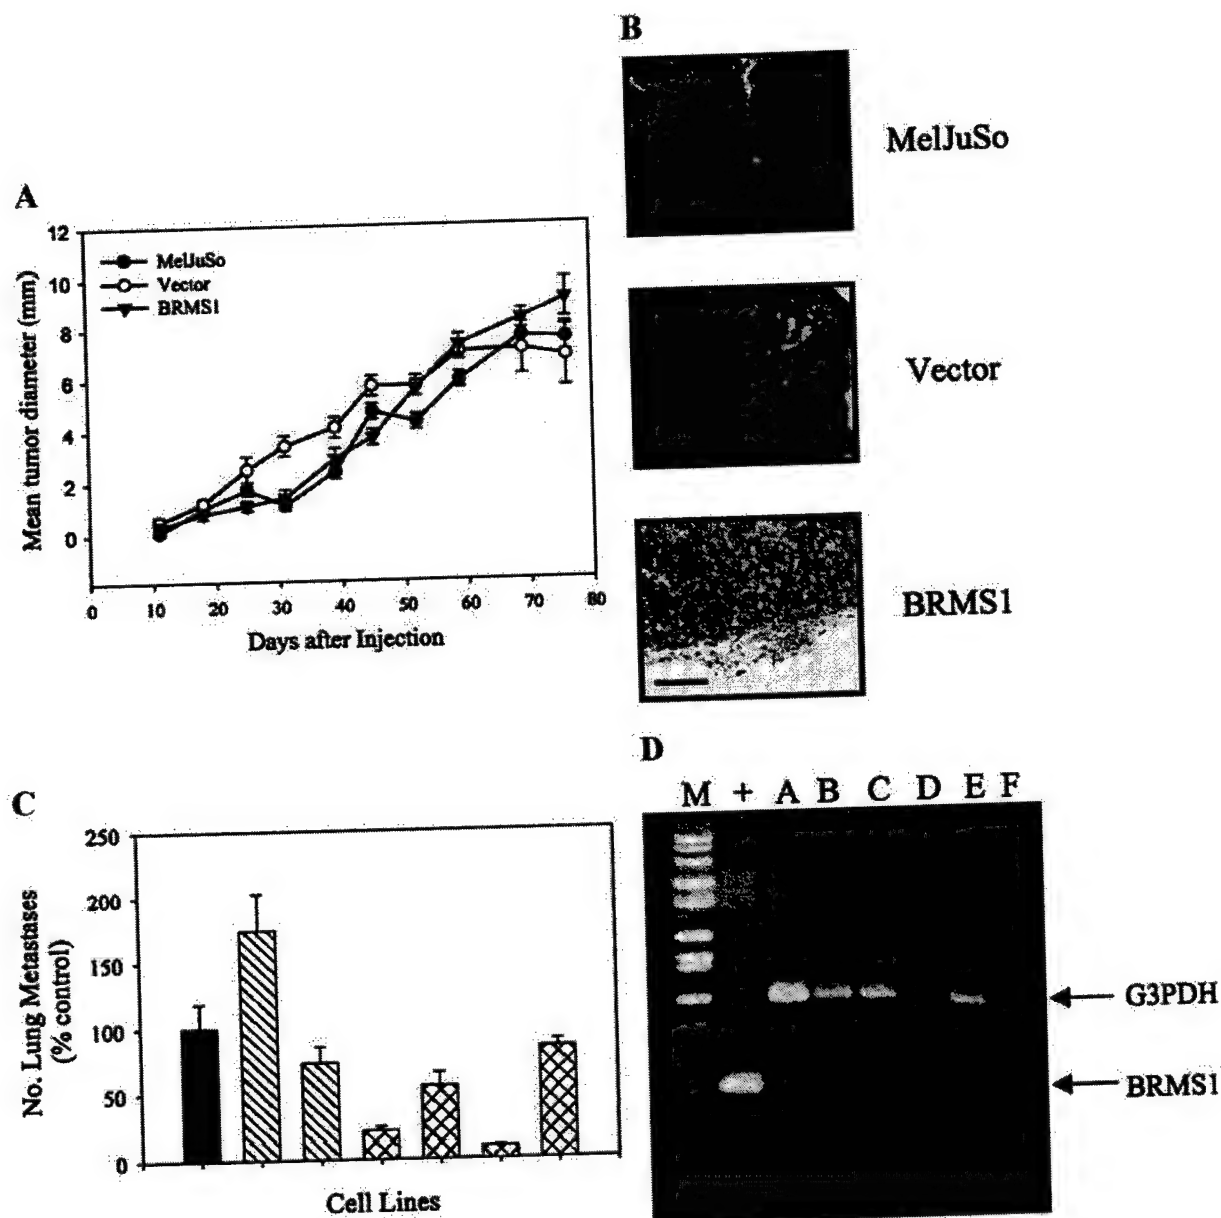 A
Mean tumor diameter (mm)
12
10
8
6
4
2
0
MelJuSo
Vector
BRMS1
0
10
20
30
40
50
60
70
80
Days after Injection
B
MelJuSo
Vector
BRMS1
C
No. Lung Metastases
(% control)
250
200
150
100
50
0
Cell Lines
D
M + A B C D E F
G3PDH
BRMS1